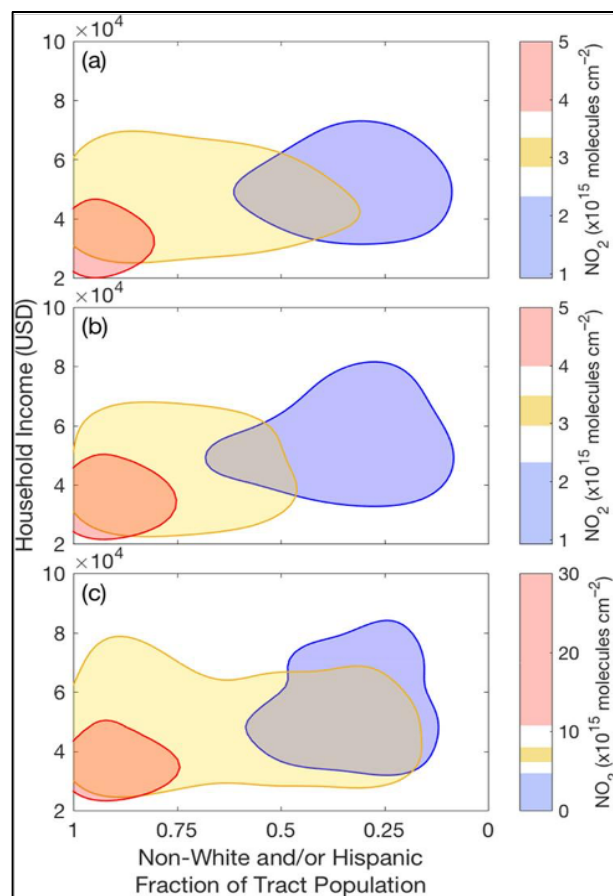 10 × 10⁴
(a)
8
6
4
2
5
4
3
2
1
NO₂ (x10¹⁵ molecules cm⁻²)
10 × 10⁴
(b)
8
6
4
2
5
4
3
2
1
NO₂ (x10¹⁵ molecules cm⁻²)
Household Income (USD)
10 × 10⁴
(c)
8
6
4
2
30
20
10
0
NO₂ (x10¹⁵ molecules cm⁻²)
1 0.75 0.5 0.25 0
Non-White and/or Hispanic
Fraction of Tract Population